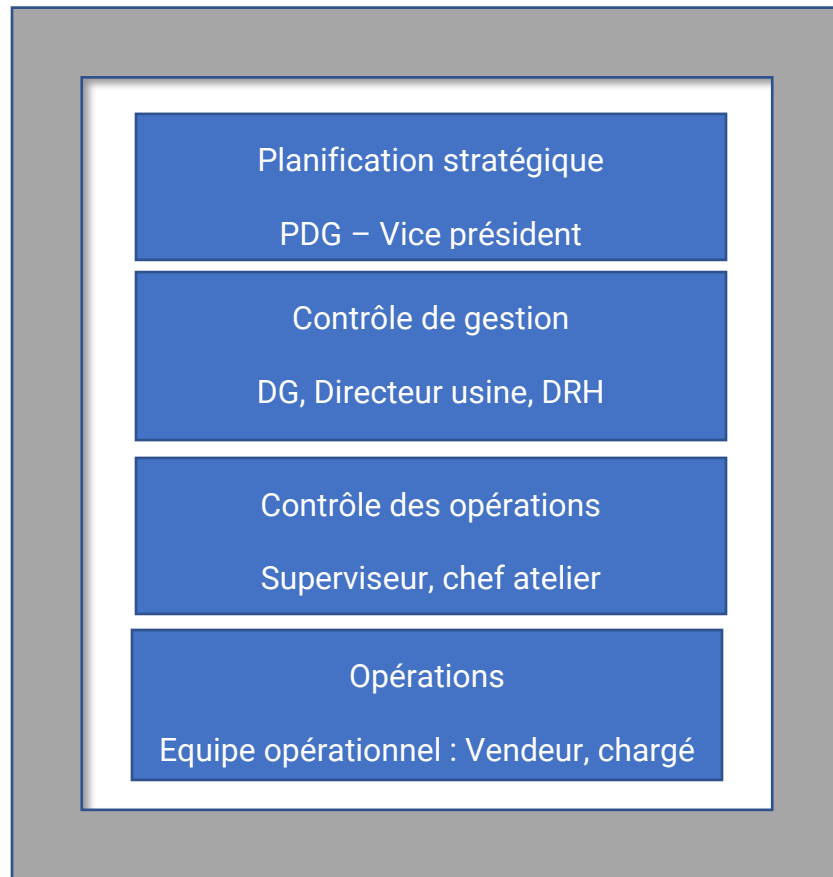 Planification stratégique
PDG – Vice président
Contrôle de gestion
DG, Directeur usine, DRH
Contrôle des opérations
Superviseur, chef atelier
Opérations
Equipe opérationnel : Vendeur, chargé